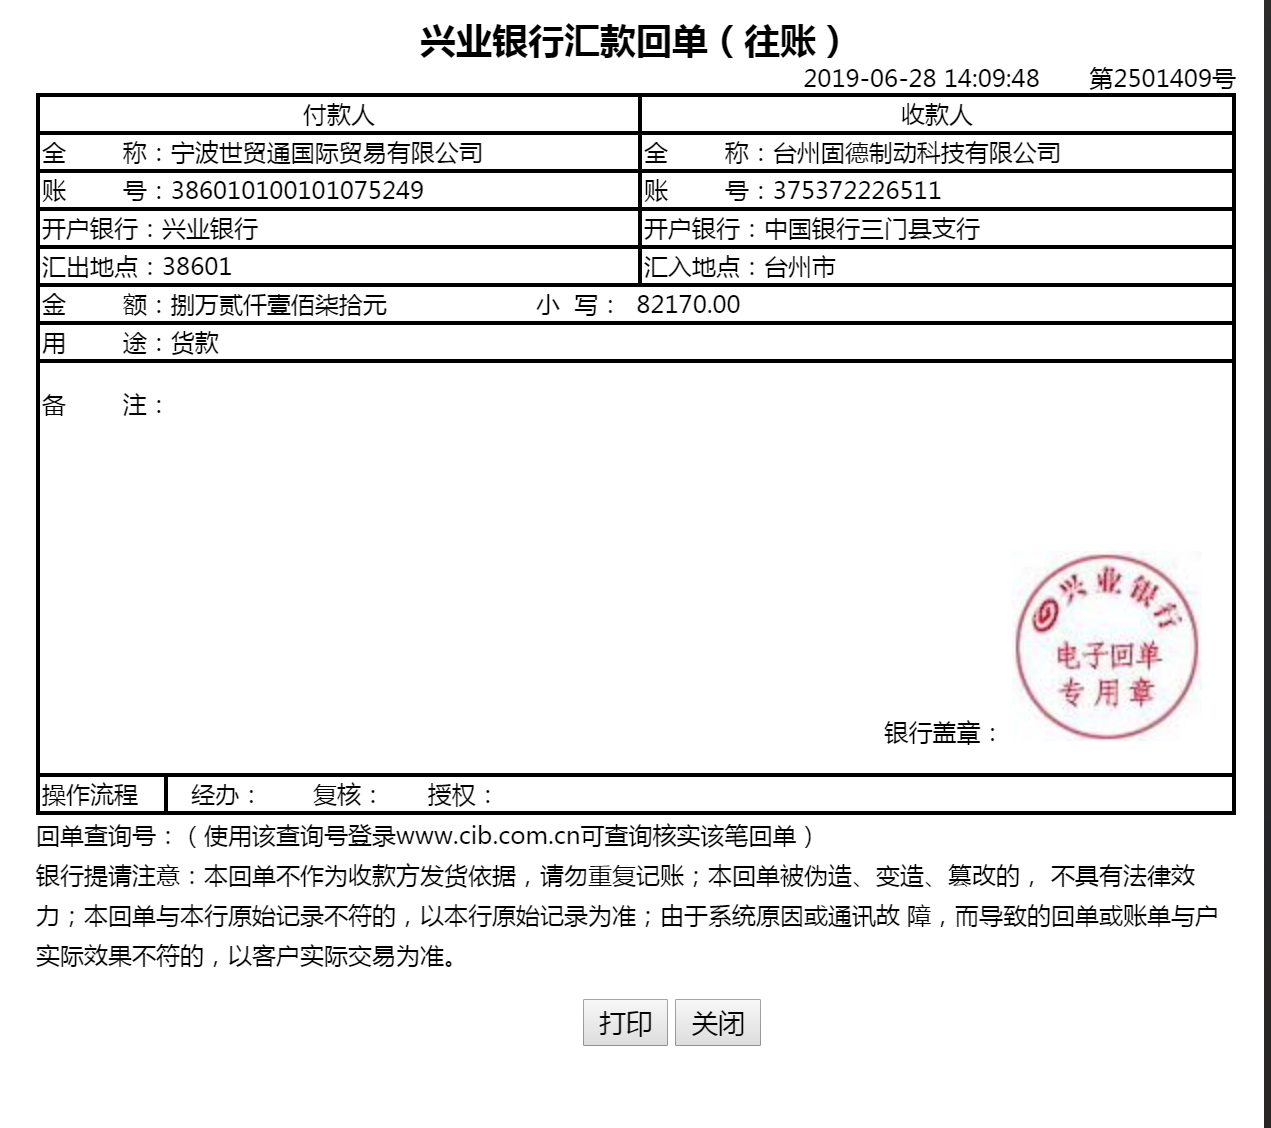 兴业银行汇款回单（往账）
2019-06-28 14:09:48 第2501409号
付款人 收款人
全 称：宁波世贸通国际贸易有限公司 全 称：台州固德制动科技有限公司
账 号：386010100101075249 账 号：375372226511
开户银行：兴业银行 开户银行：中国银行三门县支行
汇出地点：38601 汇入地点：台州市
金 额：捌万贰仟壹佰柒拾元 小 写： 82170.00
用 途：货款
备 注：
兴业银行
电子回单
专用章
银行盖章：
操作流程 经办： 复核： 授权：
回单查询号：（使用该查询号登录www.cib.com.cn可查询核实该笔回单）
银行提请注意：本回单不作为收款方发货依据，请勿重复记账；本回单被伪造、变造、篡改的， 不具有法律效
力；本回单与本行原始记录不符的，以本行原始记录为准；由于系统原因或通讯故 障，而导致的回单或账单与户
实际效果不符的，以客户实际交易为准。
打印 关闭